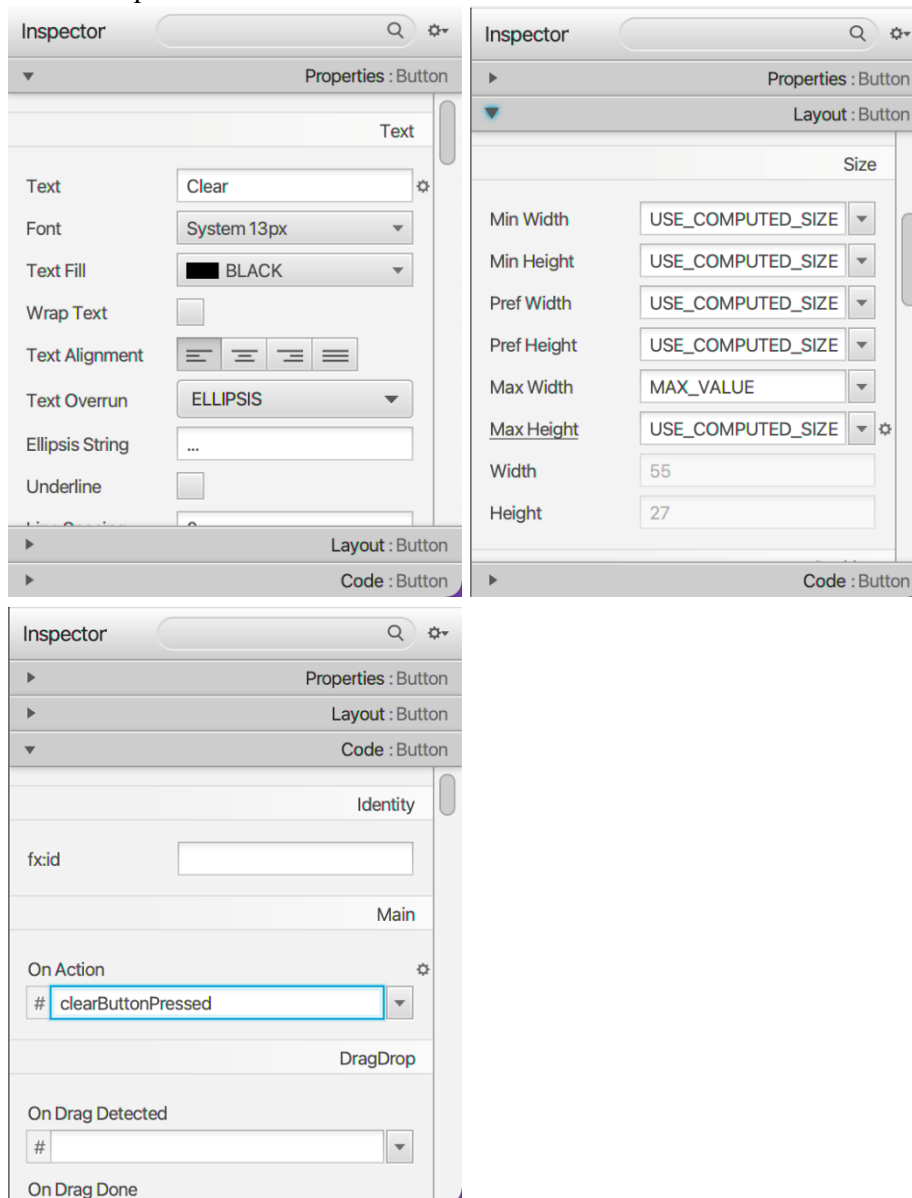 Inspector
Properties : Button
Text
Text Clear
Font System 13px
Text Fill BLACK
Wrap Text
Text Alignment
Text Overrun ELLIPSIS
Ellipsis String ...
Underline
Layout : Button
Code : Button
Inspector
Properties : Button
Layout : Button
Size
Min Width USE_COMPUTED_SIZE
Min Height USE_COMPUTED_SIZE
Pref Width USE_COMPUTED_SIZE
Pref Height USE_COMPUTED_SIZE
Max Width MAX_VALUE
Max Height USE_COMPUTED_SIZE
Width 55
Height 27
Code : Button
Inspector
Properties : Button
Layout : Button
Code : Button
Identity
fx:id
Main
On Action
# clearButtonPressed
DragDrop
On Drag Detected
#
On Drag Done